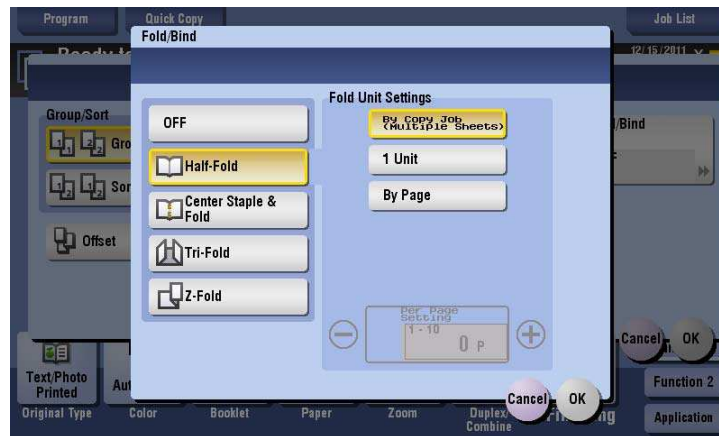 Program
Quick Copy
Job List
Fold/Bind
12/15/2011
Group/Sort
OFF
Half-Fold
Center Staple &
Fold
Tri-Fold
Z-Fold
Offset
Fold Unit Settings
By Copy Job
(Multiple Sheets)
1 Unit
By Page
Per Page
Setting
1 - 10
0 P
Cancel
OK
Cancel
OK
Text/Photo
Printed
Function 2
Original Type
Color
Booklet
Paper
Zoom
Duplex/
Combine
Application